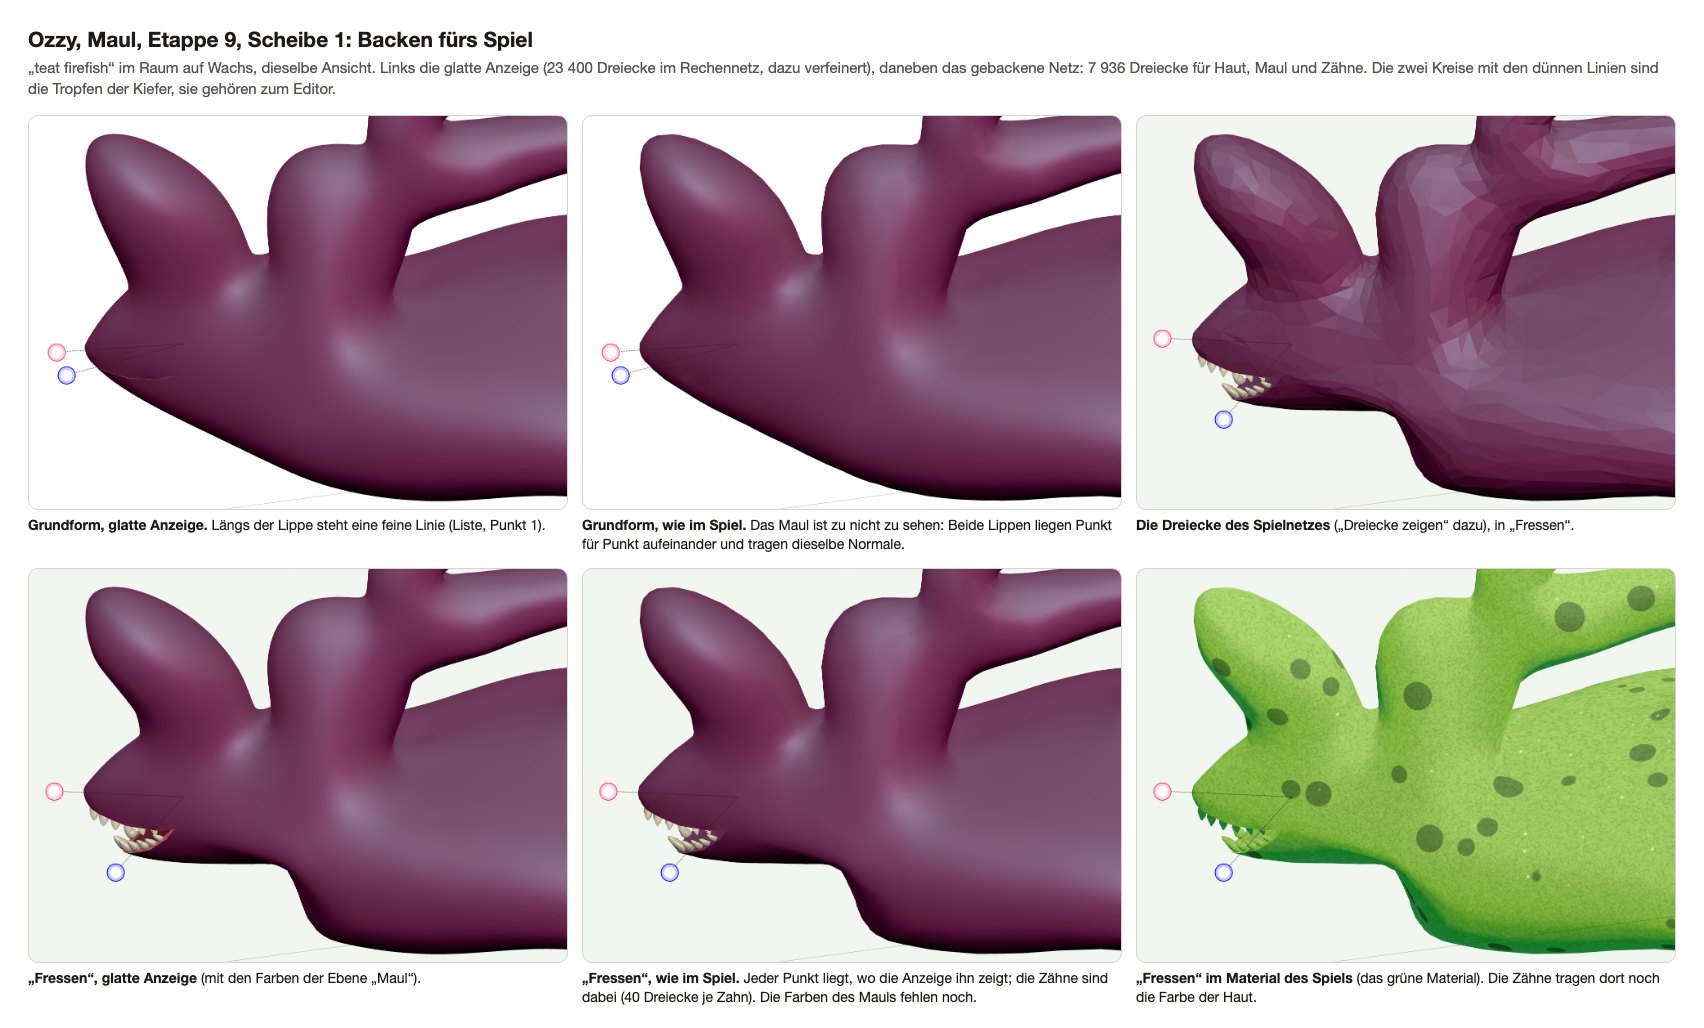 Ozzy, Maul, Etappe 9, Scheibe 1: Backen fürs Spiel
„teat firefish“ im Raum auf Wachs, dieselbe Ansicht. Links die glatte Anzeige (23 400 Dreiecke im Rechennetz, dazu verfeinert), daneben das gebackene Netz: 7 936 Dreiecke für Haut, Maul und Zähne. Die zwei Kreise mit den dünnen Linien sind
die Tropfen der Kiefer, sie gehören zum Editor.
Grundform, glatte Anzeige. Längs der Lippe steht eine feine Linie (Liste, Punkt 1).
Grundform, wie im Spiel. Das Maul ist zu nicht zu sehen: Beide Lippen liegen Punkt
für Punkt aufeinander und tragen dieselbe Normale.
Die Dreiecke des Spielnetzes („Dreiecke zeigen“ dazu), in „Fressen“.
„Fressen“, glatte Anzeige (mit den Farben der Ebene „Maul“).
„Fressen“, wie im Spiel. Jeder Punkt liegt, wo die Anzeige ihn zeigt; die Zähne sind
dabei (40 Dreiecke je Zahn). Die Farben des Mauls fehlen noch.
„Fressen“ im Material des Spiels (das grüne Material). Die Zähne tragen dort noch
die Farbe der Haut.